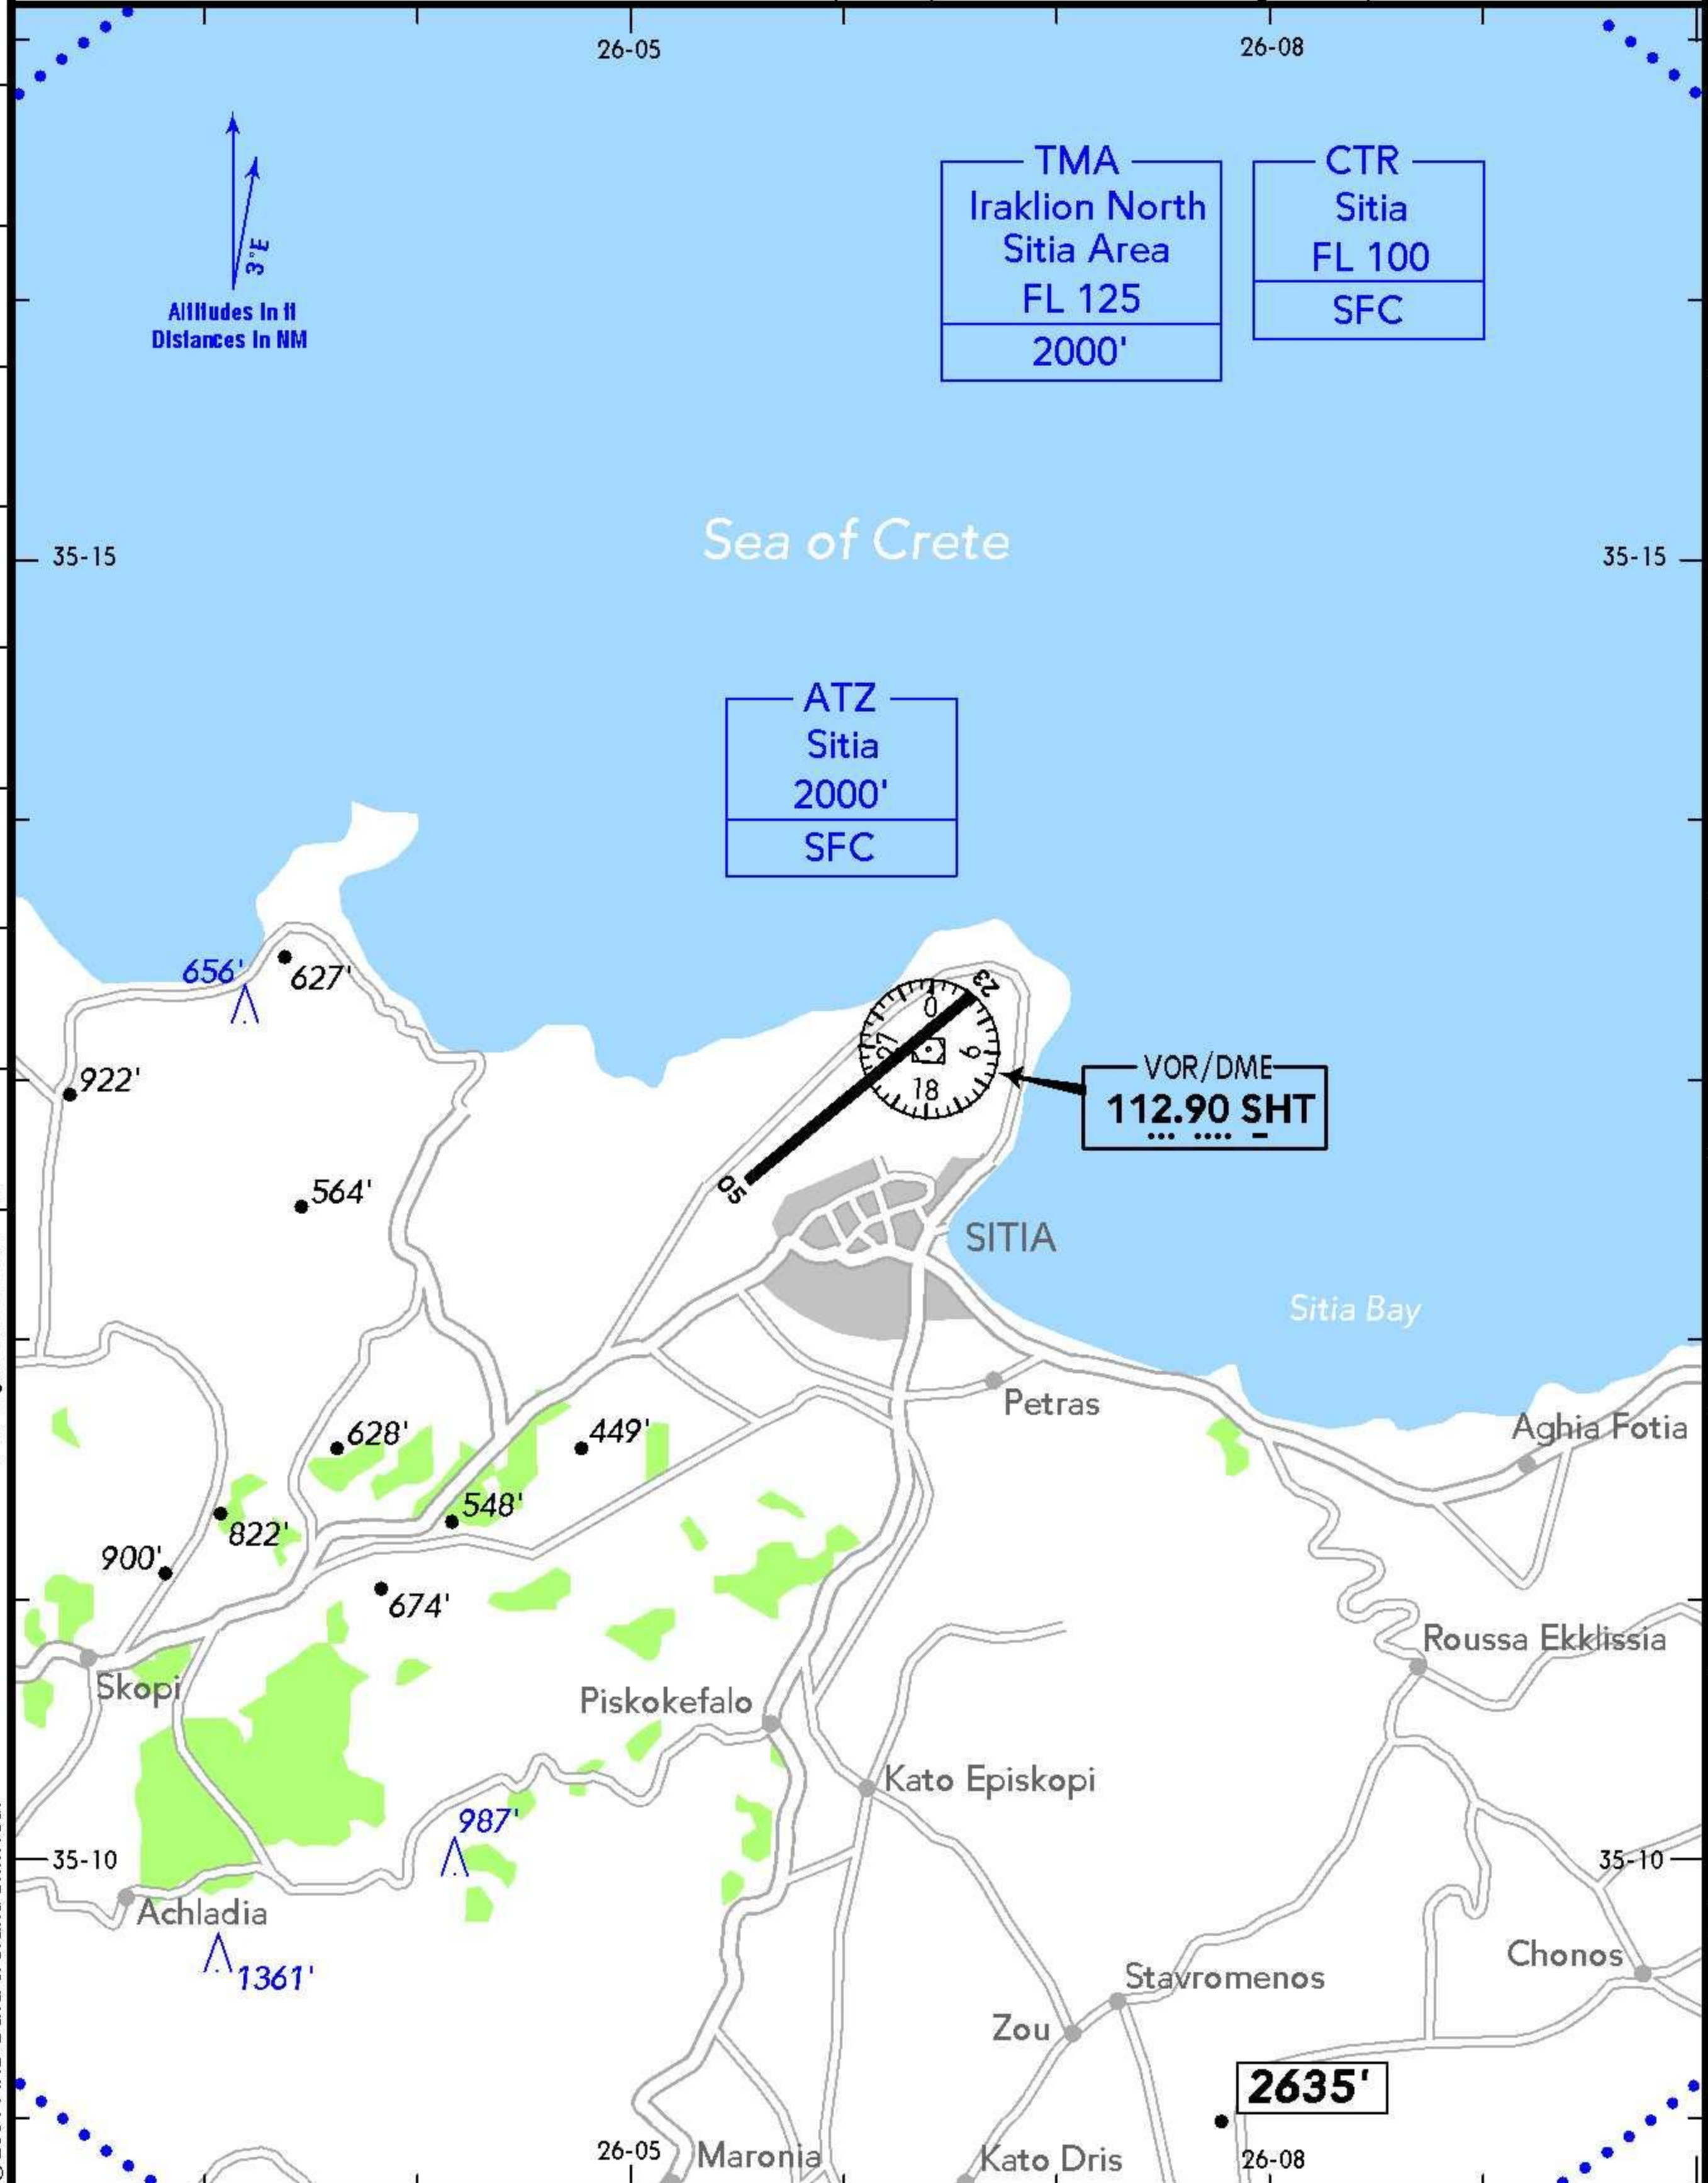 26-05
26-08
TMA
Iraklion North
Sitia Area
FL 125
2000'
CTR
Sitia
FL 100
SFC
3°E
Altitudes in ft
Distances in NM
Sea of Crete
35-15
35-15
ATZ
Sitia
2000'
SFC
656'
627'
23
0
27
9
18
VOR/DME
112.90 SHT
922'
05
564'
SITIA
Sitia Bay
Petras
628'
449'
Aghia Fotia
548'
822'
900'
674'
Roussa Ekklissia
Skopi
Piskokefalo
Kato Episkopi
987'
35-10
35-10
Achladia
1361'
Chonos
Stavromenos
Zou
2635'
26-05
Maronia
Kato Dris
26-08